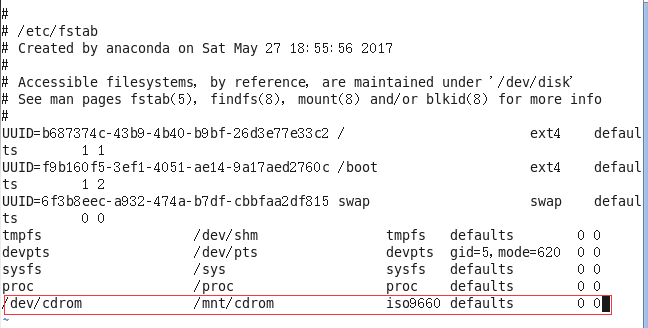 #
# /etc/fstab
# Created by anaconda on Sat May 27 18:55:56 2017
#
# Accessible filesystems, by reference, are maintained under '/dev/disk'
# See man pages fstab(5), findfs(8), mount(8) and/or blkid(8) for more info
#
UUID=b687374c-43b9-4b40-b9bf-26d3e77e33c2 /                       ext4    defaul
ts        1 1
UUID=f9b160f5-3ef1-4051-ae14-9a17aed2760c /boot                   ext4    defaul
ts        1 2
UUID=6f3b8eec-a932-474a-b7df-cbbfaa2df815 swap                    swap    defaul
ts        0 0
tmpfs                   /dev/shm                tmpfs   defaults        0 0
devpts                  /dev/pts                devpts  gid=5,mode=620  0 0
sysfs                   /sys                    sysfs   defaults        0 0
proc                    /proc                   proc    defaults        0 0
/dev/cdrom              /mnt/cdrom              iso9660 defaults        0 0
~